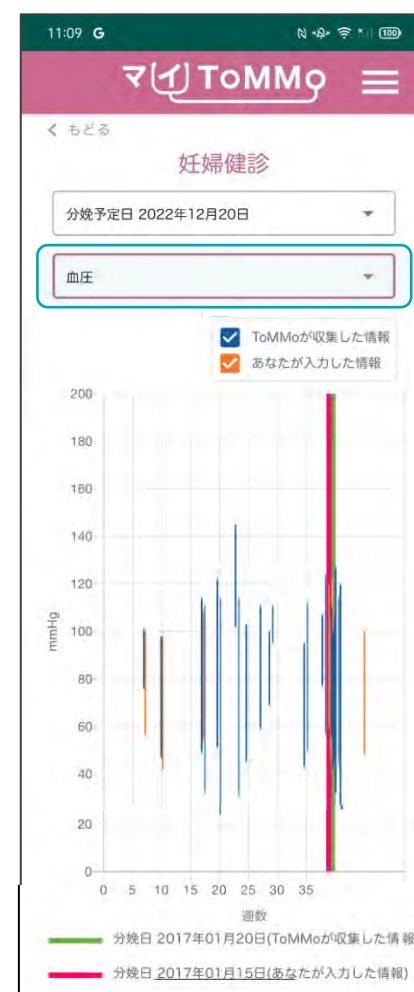 11:09 G 100
マイ ToMMo
もどる
妊婦健診
分娩予定日 2022年12月20日
血圧
ToMMoが収集した情報
あなたが入力した情報
200
180
160
140
120
100
80
60
40
20
0
mmHg
0 5 10 15 20 25 30 35
週数
分娩日 2017年01月20日(ToMMoが収集した情報
分娩日 2017年01月15日(あなたが入力した情報)